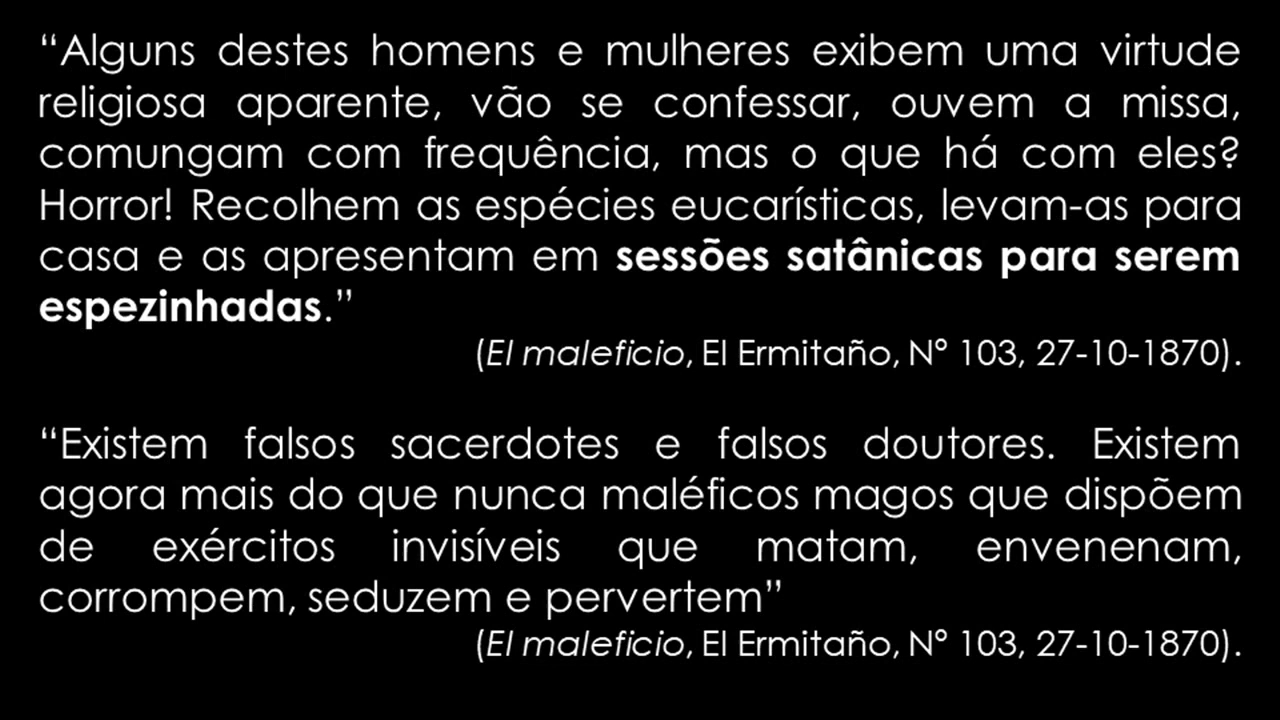 “Alguns destes homens e mulheres exibem uma virtude
religiosa aparente, vão se confessar, ouvem a missa,
comungam com frequência, mas o que há com eles?
Horror! Recolhem as espécies eucarísticas, levam-as para
casa e as apresentam em sessões satânicas para serem
espezinhadas.”
(El maleficio, El Ermitaño, Nº 103, 27-10-1870).
“Existem falsos sacerdotes e falsos doutores. Existem
agora mais do que nunca maléficos magos que dispõem
de exércitos invisíveis que matam, envenenam,
corrompem, seduzem e pervertem”
(El maleficio, El Ermitaño, Nº 103, 27-10-1870).